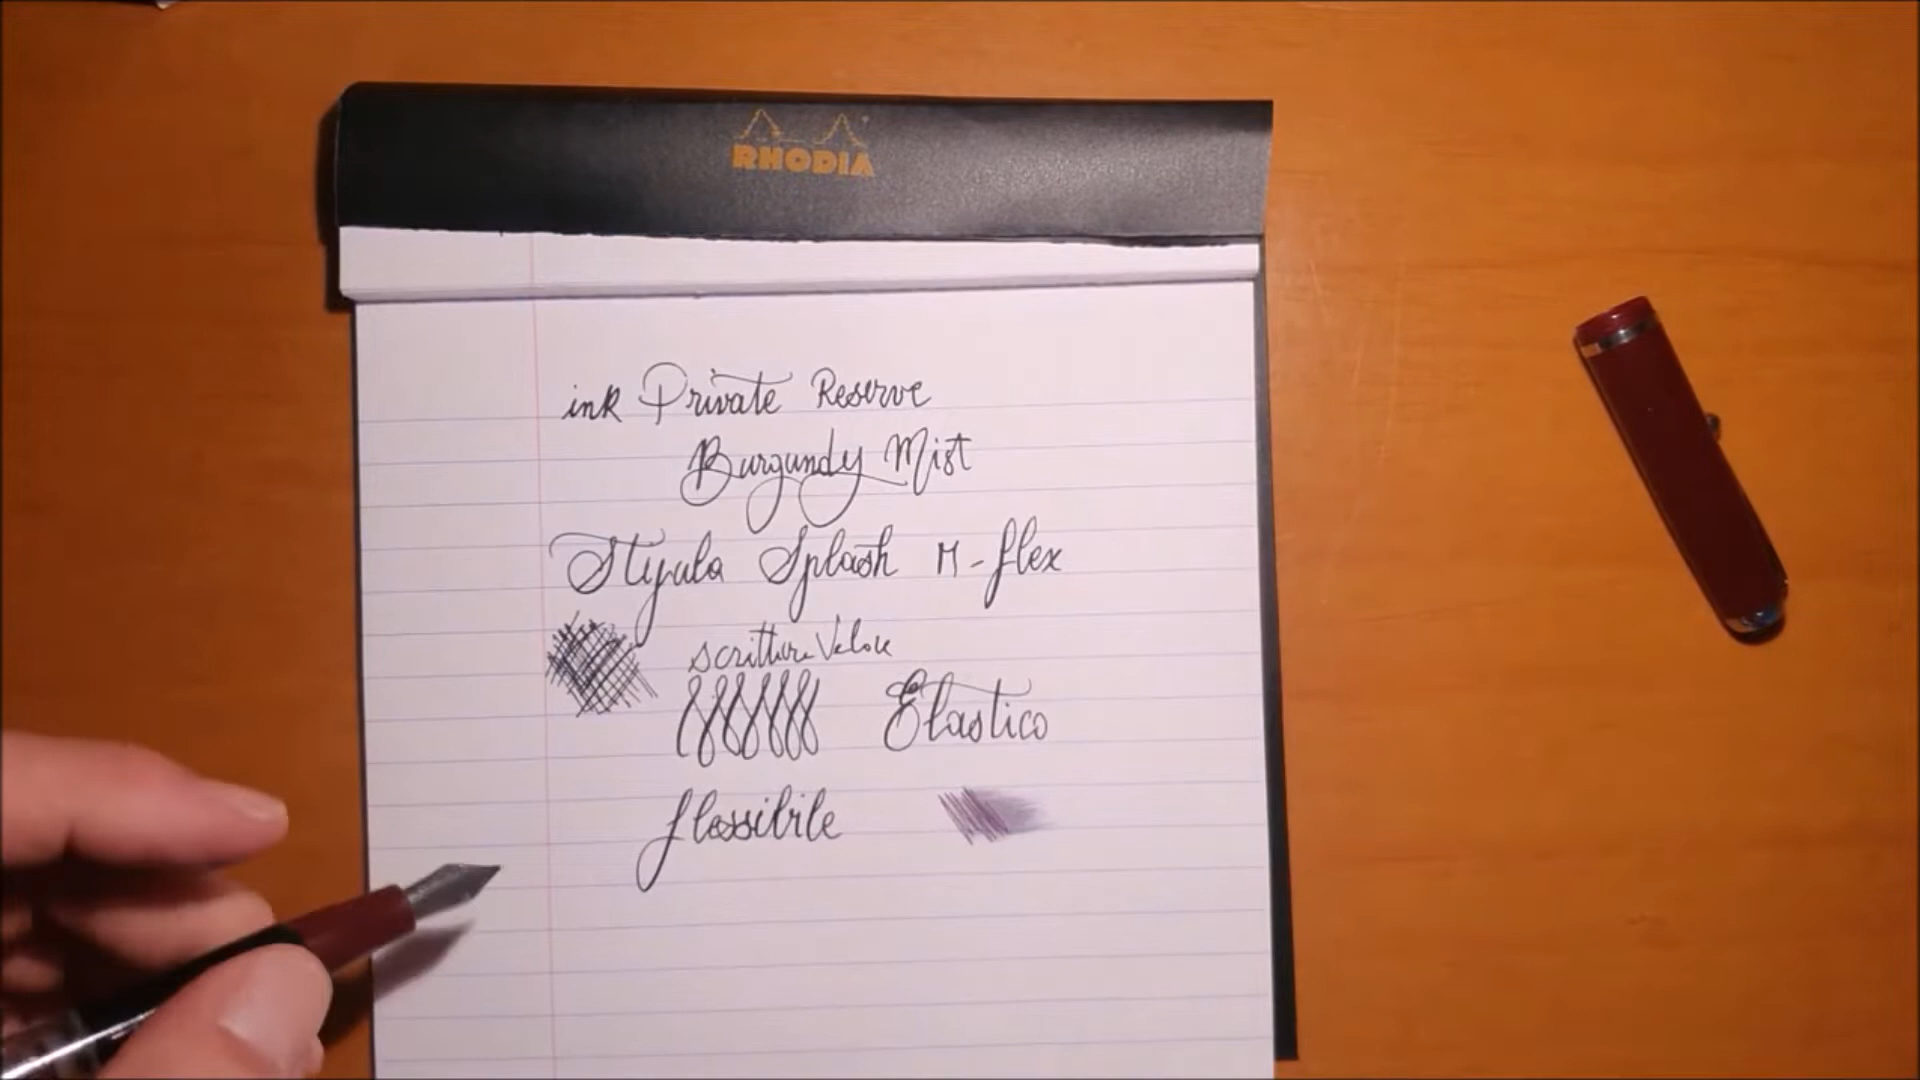 RHODIA
ink Private Reserve
Burgundy Mist
Stipula Splash M-flex
scrittura Veloce
Elastico
flessibile